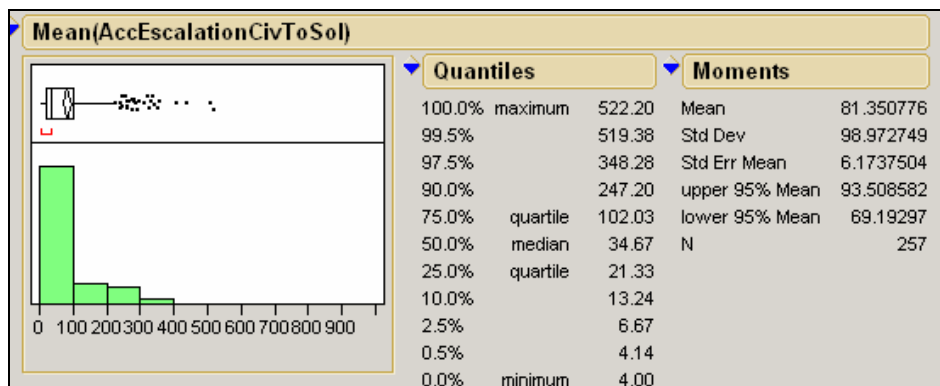 Mean(AccEscalationCivToSol)
0 100 200 300 400 500 600 700 800 900
Quantiles
100.0% maximum 522.20
99.5% 519.38
97.5% 348.28
90.0% 247.20
75.0% quartile 102.03
50.0% median 34.67
25.0% quartile 21.33
10.0% 13.24
2.5% 6.67
0.5% 4.14
0.0% minimum 4.00
Moments
Mean 81.350776
Std Dev 98.972749
Std Err Mean 6.1737504
upper 95% Mean 93.508582
lower 95% Mean 69.19297
N 257